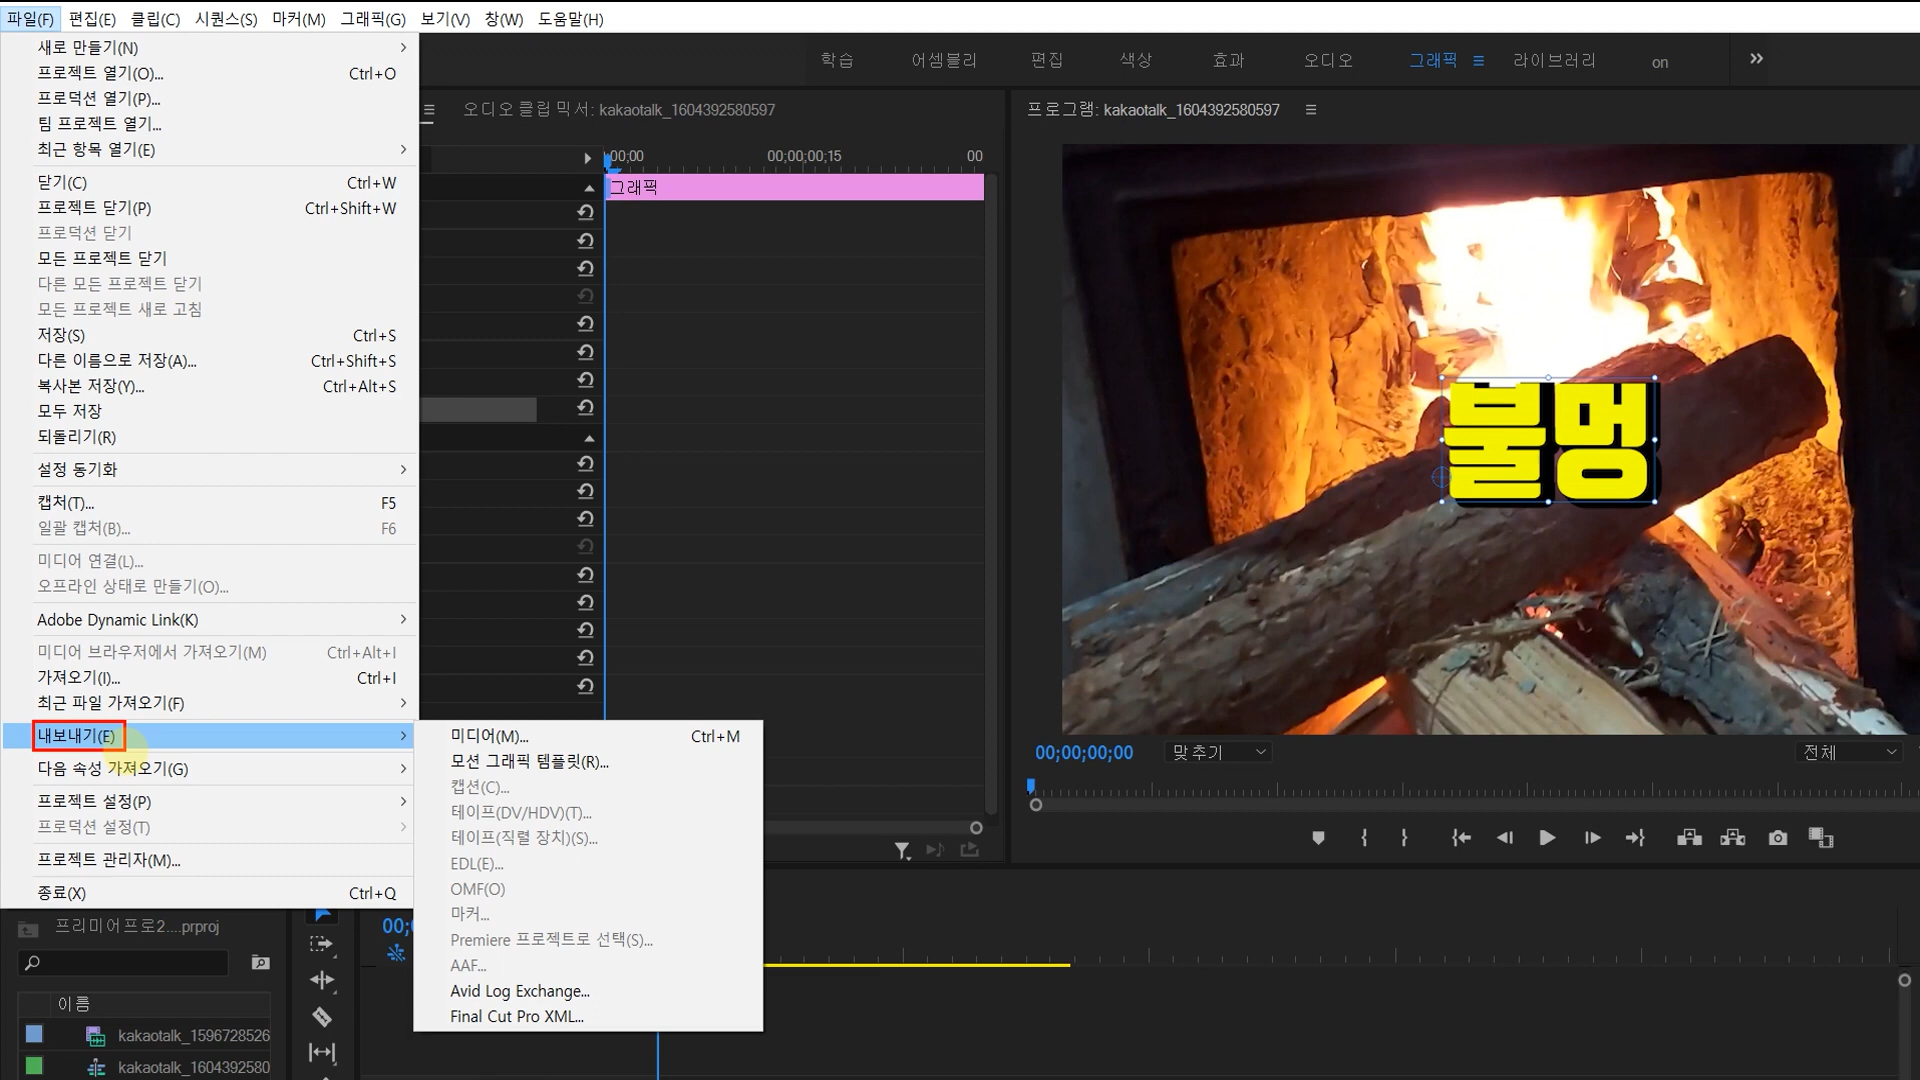 파일(F) 편집(E) 클립(C) 시퀀스(S) 마커(M) 그래픽(G) 보기(V) 창(W) 도움말(H)
새로 만들기(N)
프로젝트 열기(O)... Ctrl+O
프로덕션 열기(P)...
팀 프로젝트 열기...
최근 항목 열기(E)
닫기(C) Ctrl+W
프로젝트 닫기(P) Ctrl+Shift+W
프로덕션 닫기
모든 프로젝트 닫기
다른 모든 프로젝트 닫기
모든 프로젝트 새로 고침
저장(S) Ctrl+S
다른 이름으로 저장(A)... Ctrl+Shift+S
복사본 저장(Y)... Ctrl+Alt+S
모두 저장
되돌리기(R)
설정 동기화
캡처(T)... F5
일괄 캡처(B)... F6
미디어 연결(L)...
오프라인 상태로 만들기(O)...
Adobe Dynamic Link(K)
미디어 브라우저에서 가져오기(M) Ctrl+Alt+I
가져오기(I)... Ctrl+I
최근 파일 가져오기(F)
내보내기(E)
다음 속성 가져오기(G)
프로젝트 설정(P)
프로덕션 설정(T)
프로젝트 관리자(M)...
종료(X) Ctrl+Q
미디어(M)... Ctrl+M
모션 그래픽 템플릿(R)...
캡션(C)...
테이프(DV/HDV)(T)...
테이프(직렬 장치)(S)...
EDL(E)...
OMF(O)
마커...
Premiere 프로젝트로 선택(S)...
AAF...
Avid Log Exchange...
Final Cut Pro XML...
학습 어셈블리 편집 색상 효과 오디오 그래픽 라이브러리 on
오디오 클립 믹서: kakaotalk_1604392580597
프로그램: kakaotalk_1604392580597
:00;00 00;00;00;15 00
그래픽
불멍
00;00;00;00 맞추기 전체
프리미어프로2....prproj
00;
이름
kakaotalk_1596728526
kakaotalk_1604392580